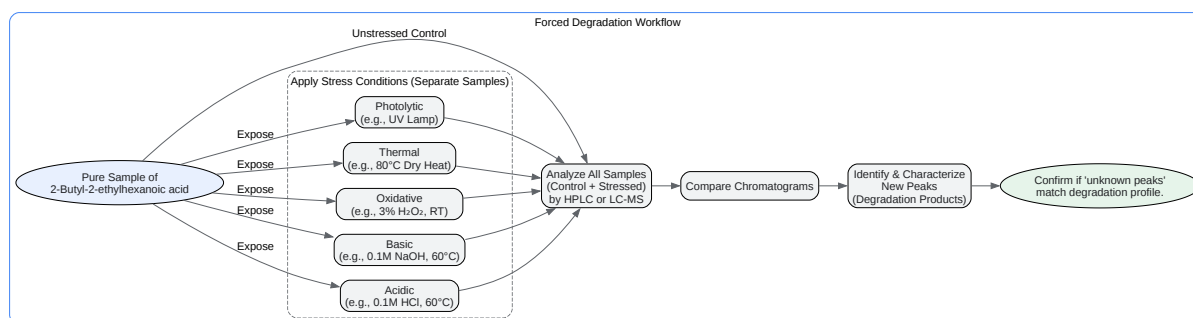 Forced Degradation Workflow
Unstressed Control
Apply Stress Conditions (Separate Samples)
Photolytic
(e.g., UV Lamp)
Expose
Thermal
(e.g., 80°C Dry Heat)
Expose
Pure Sample of
2-Butyl-2-ethylhexanoic acid
Expose
Oxidative
(e.g., 3% H₂O₂, RT)
Expose
Basic
(e.g., 0.1M NaOH, 60°C)
Expose
Acidic
(e.g., 0.1M HCl, 60°C)
Analyze All Samples
(Control + Stressed)
by HPLC or LC-MS
Compare Chromatograms
Identify & Characterize
New Peaks
(Degradation Products)
Confirm if 'unknown peaks'
match degradation profile.